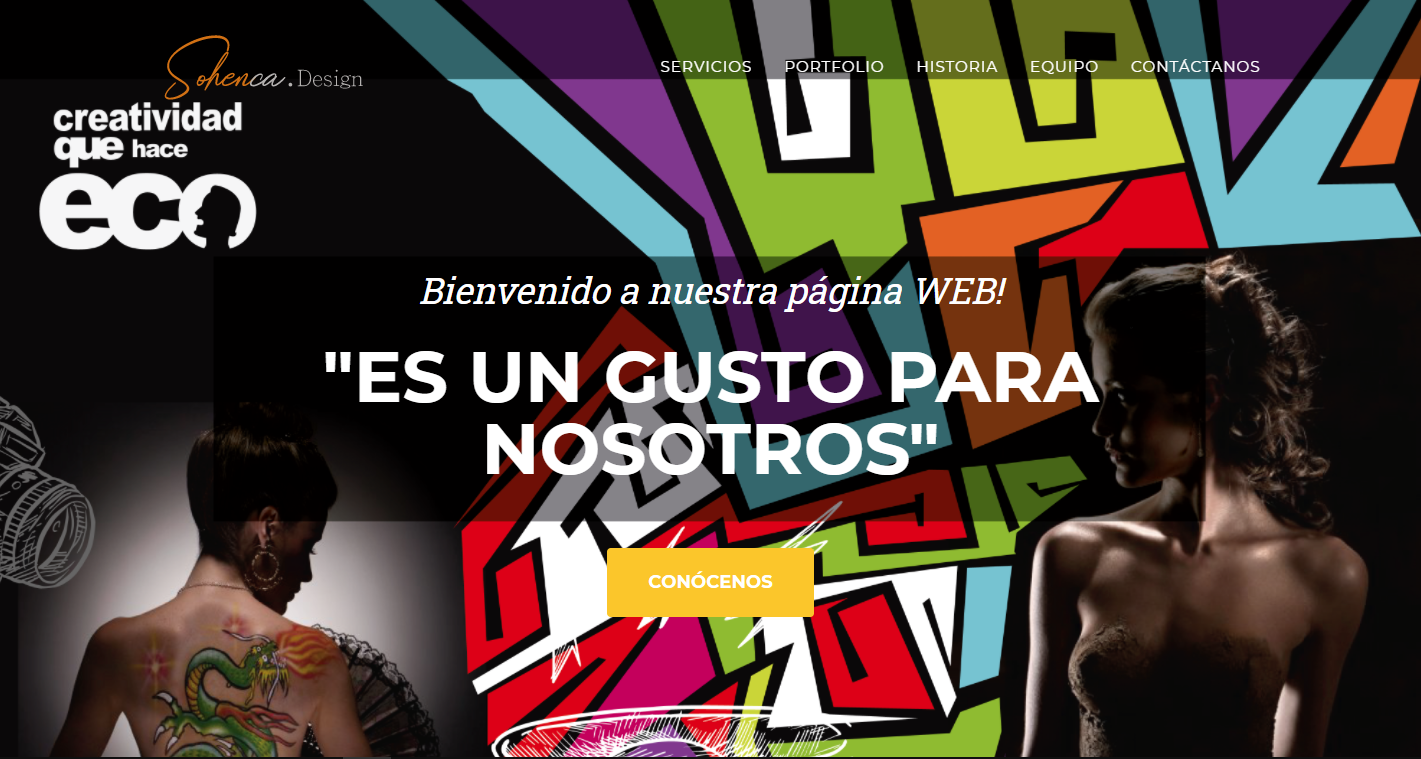 Sohenca.Design
SERVICIOS PORTFOLIO HISTORIA EQUIPO CONTÁCTANOS
creatividad
que hace
eco
Bienvenido a nuestra página WEB!
"ES UN GUSTO PARA
NOSOTROS"
CONÓCENOS